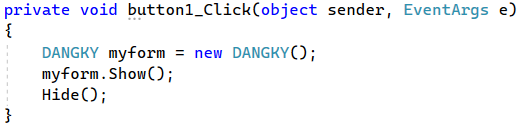 private void button1_Click(object sender, EventArgs e)
{
    DANGKY myform = new DANGKY();
    myform.Show();
    Hide();
}